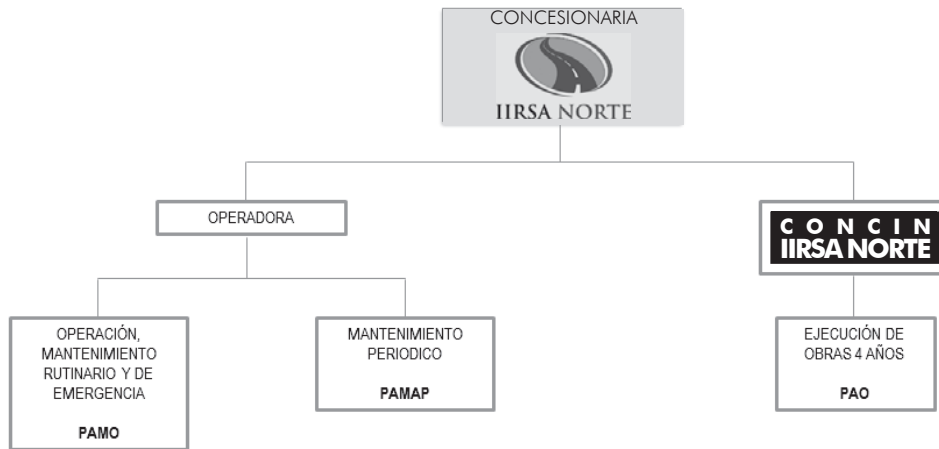 CONCESIONARIA
IIRSA NORTE
OPERADORA
CONCIN
IIRSA NORTE
OPERACIÓN,
MANTENIMIENTO
RUTINARIO Y DE
EMERGENCIA
PAMO
MANTENIMIENTO
PERIODICO
PAMAP
EJECUCIÓN DE
OBRAS 4 AÑOS
PAO